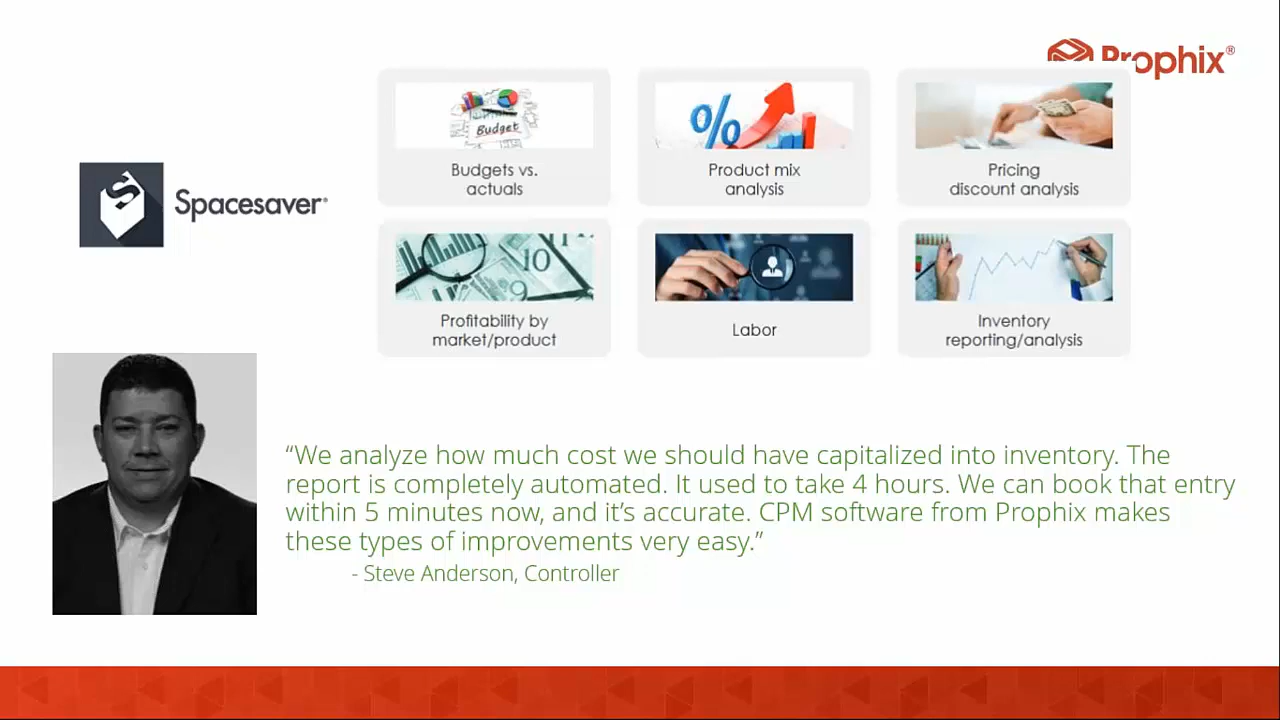 Prophix®
Budget
Budgets vs.
actuals
%
Product mix
analysis
Pricing
discount analysis
Spacesaver®
11
10
9
Profitability by
market/product
Labor
Inventory
reporting/analysis
“We analyze how much cost we should have capitalized into inventory. The
report is completely automated. It used to take 4 hours. We can book that entry
within 5 minutes now, and it’s accurate. CPM software from Prophix makes
these types of improvements very easy.”
- Steve Anderson, Controller